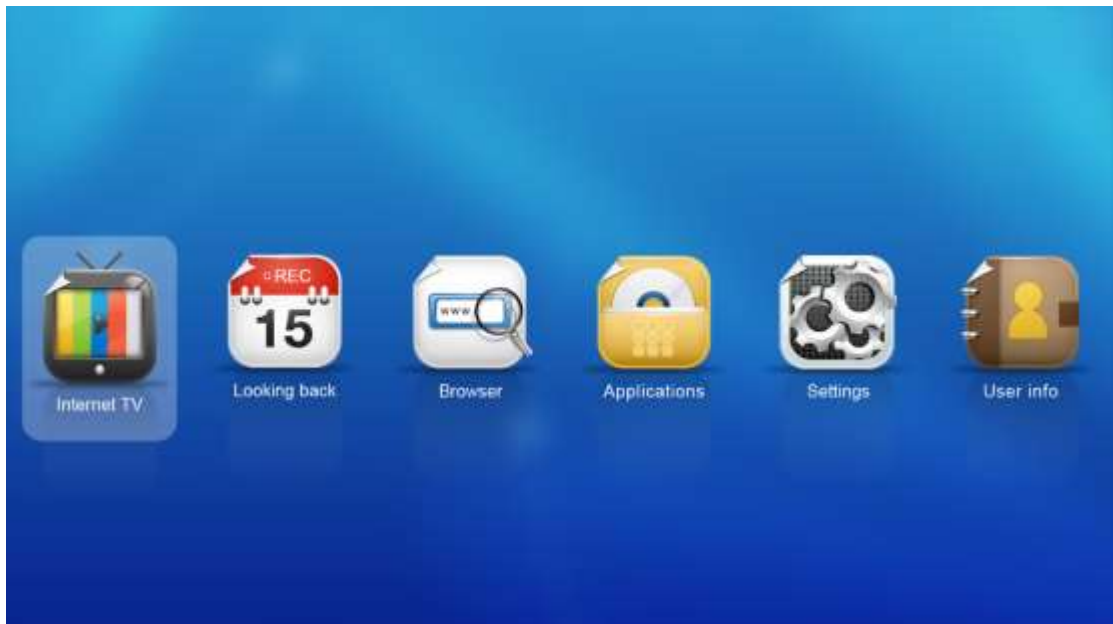 REC
15
www.
Internet TV
Looking back
Browser
Applications
Settings
User info